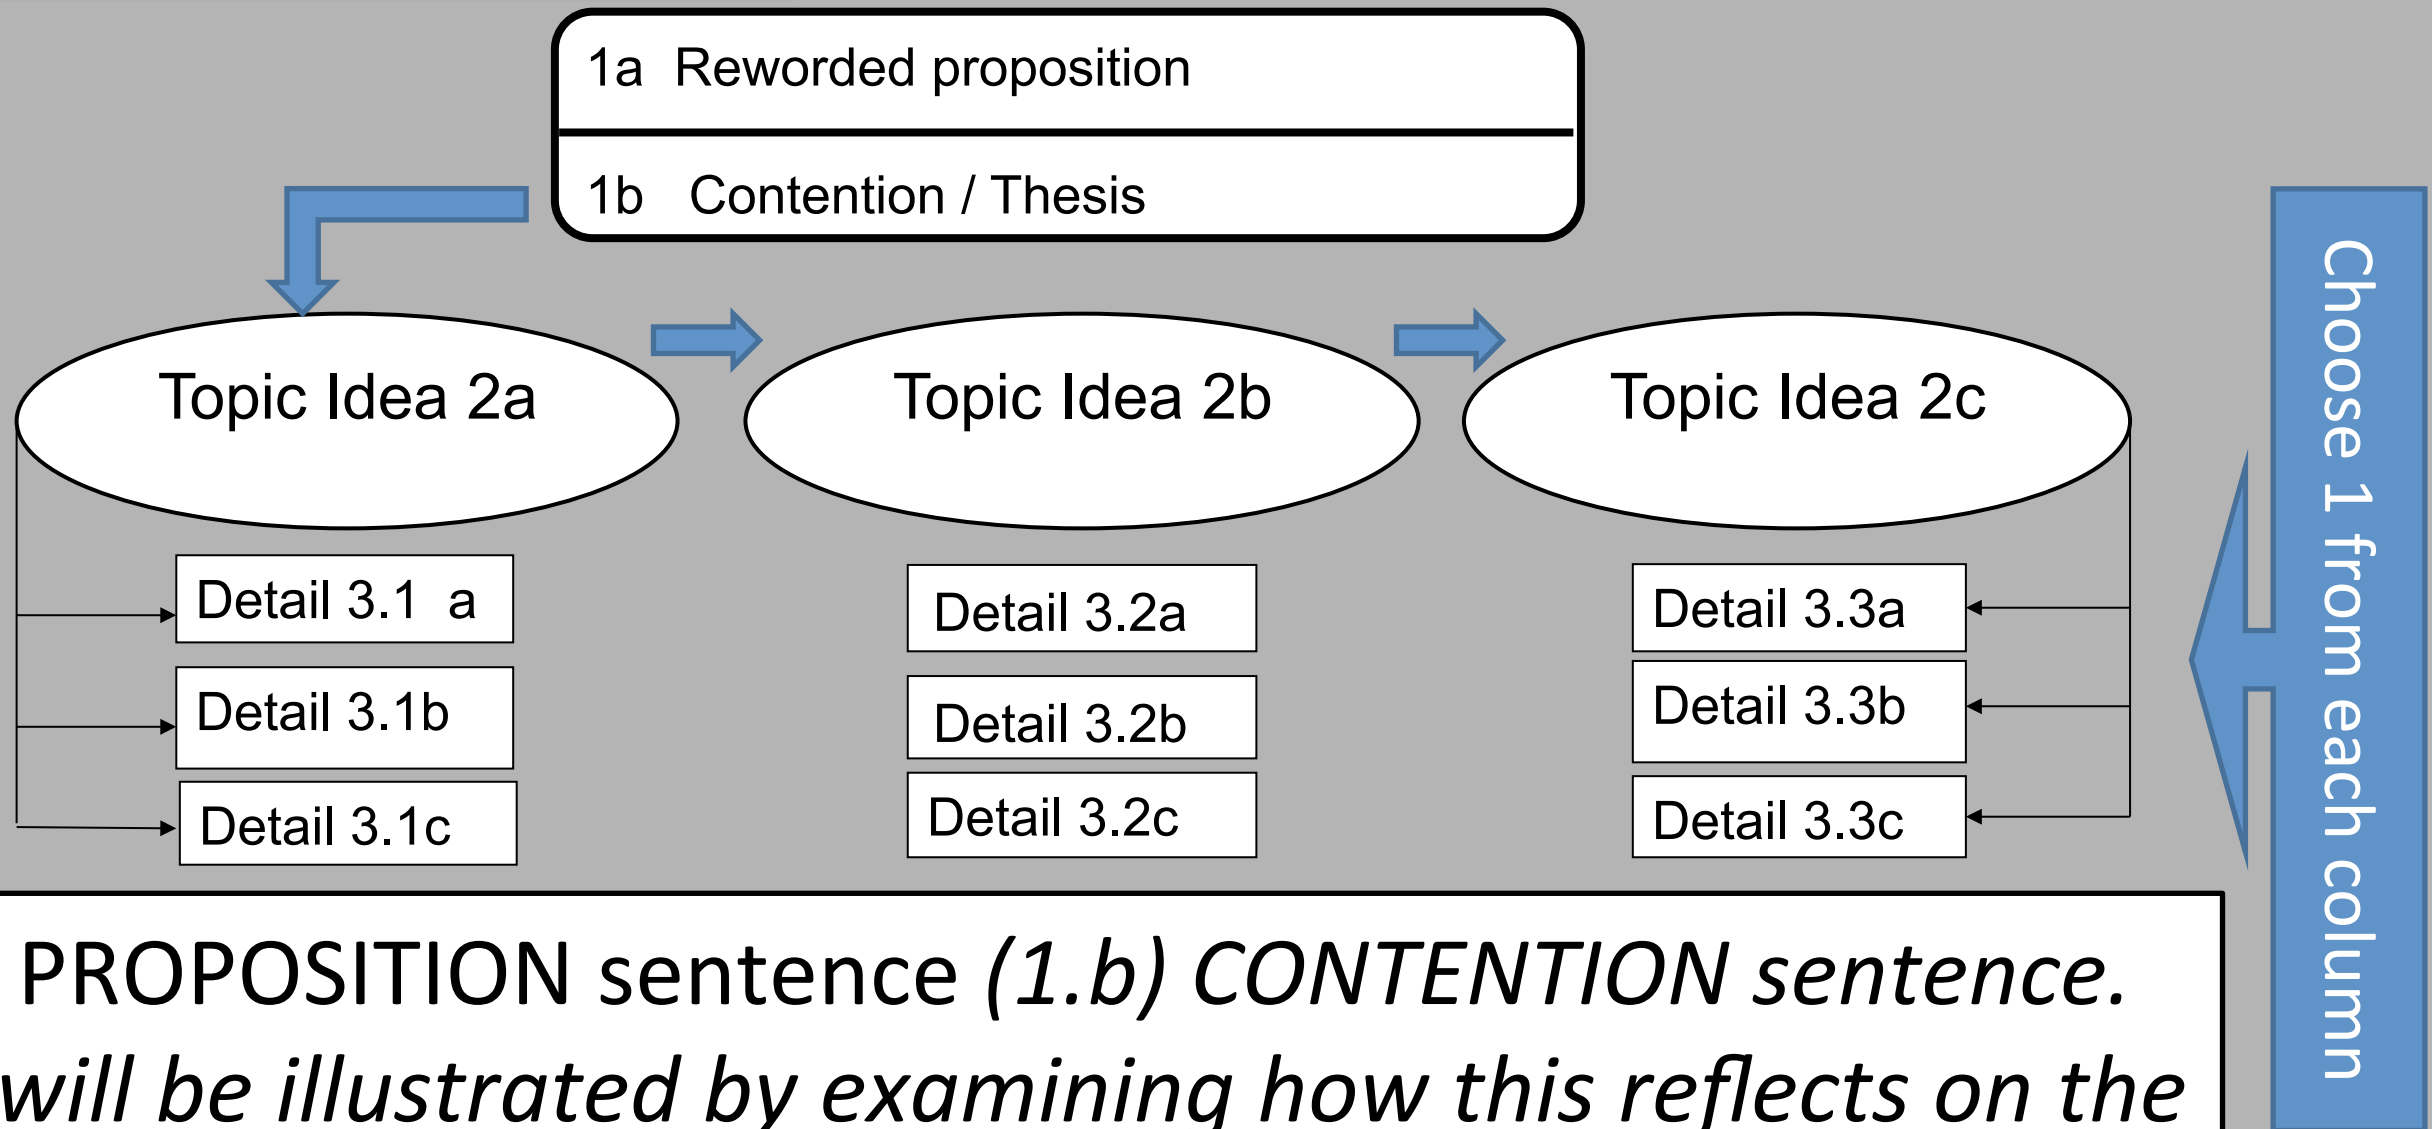 1a Reworded proposition
1b Contention / Thesis
Topic Idea 2a
Topic Idea 2b
Topic Idea 2c
Detail 3.1 a
Detail 3.1b
Detail 3.1c
Detail 3.2a
Detail 3.2b
Detail 3.2c
Detail 3.3a
Detail 3.3b
Detail 3.3c
Choose 1 from each column
PROPOSITION sentence (1.b) CONTENTION sentence.
will be illustrated by examining how this reflects on the